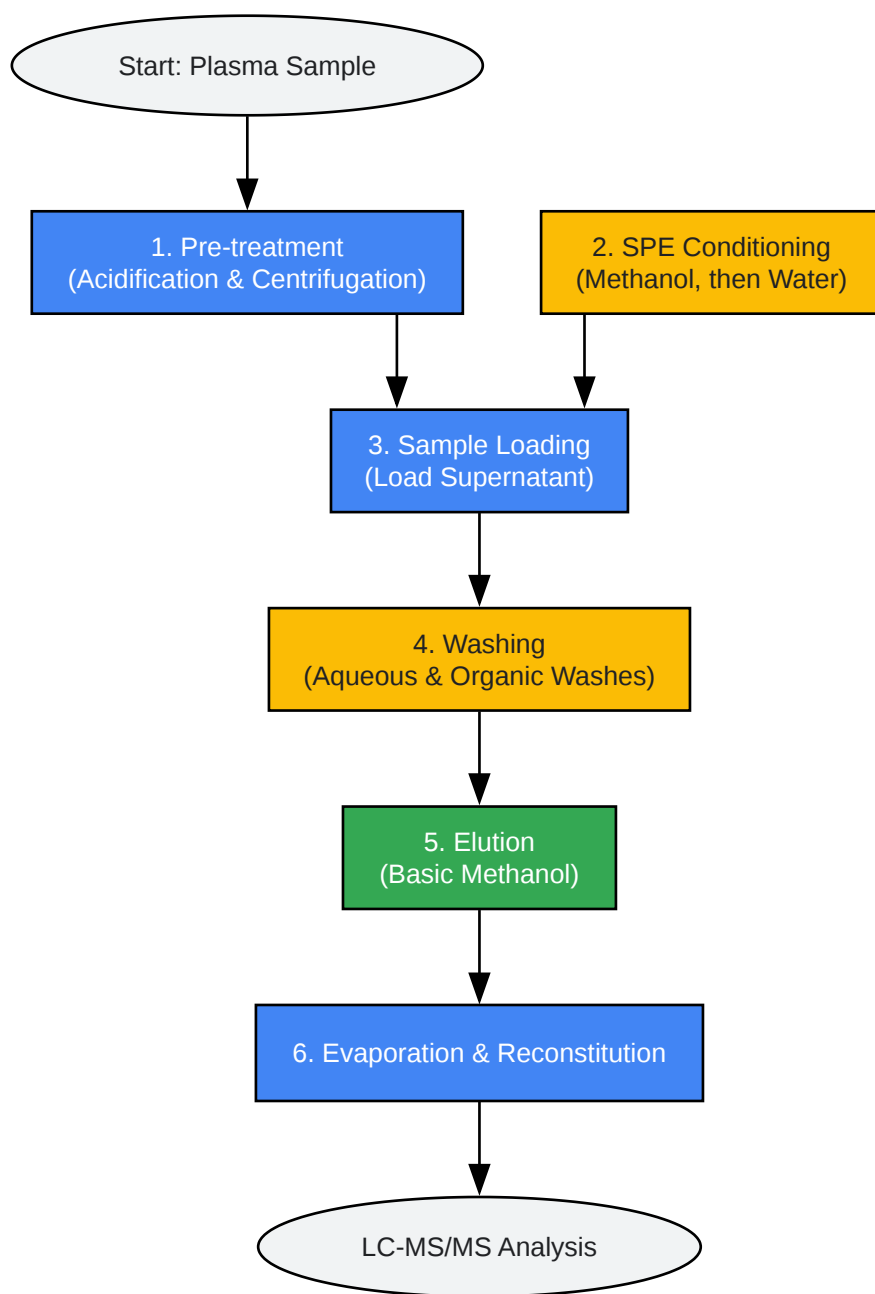 Start: Plasma Sample
1. Pre-treatment
(Acidification & Centrifugation)
2. SPE Conditioning
(Methanol, then Water)
3. Sample Loading
(Load Supernatant)
4. Washing
(Aqueous & Organic Washes)
5. Elution
(Basic Methanol)
6. Evaporation & Reconstitution
LC-MS/MS Analysis